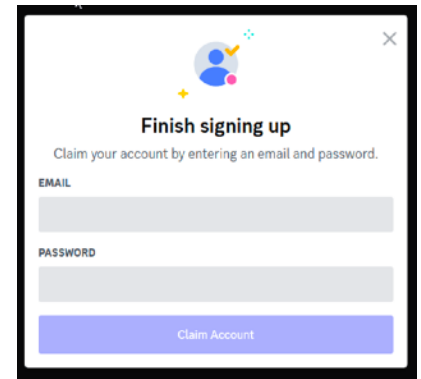 Finish signing up
Claim your account by entering an email and password.
EMAIL
PASSWORD
Claim Account